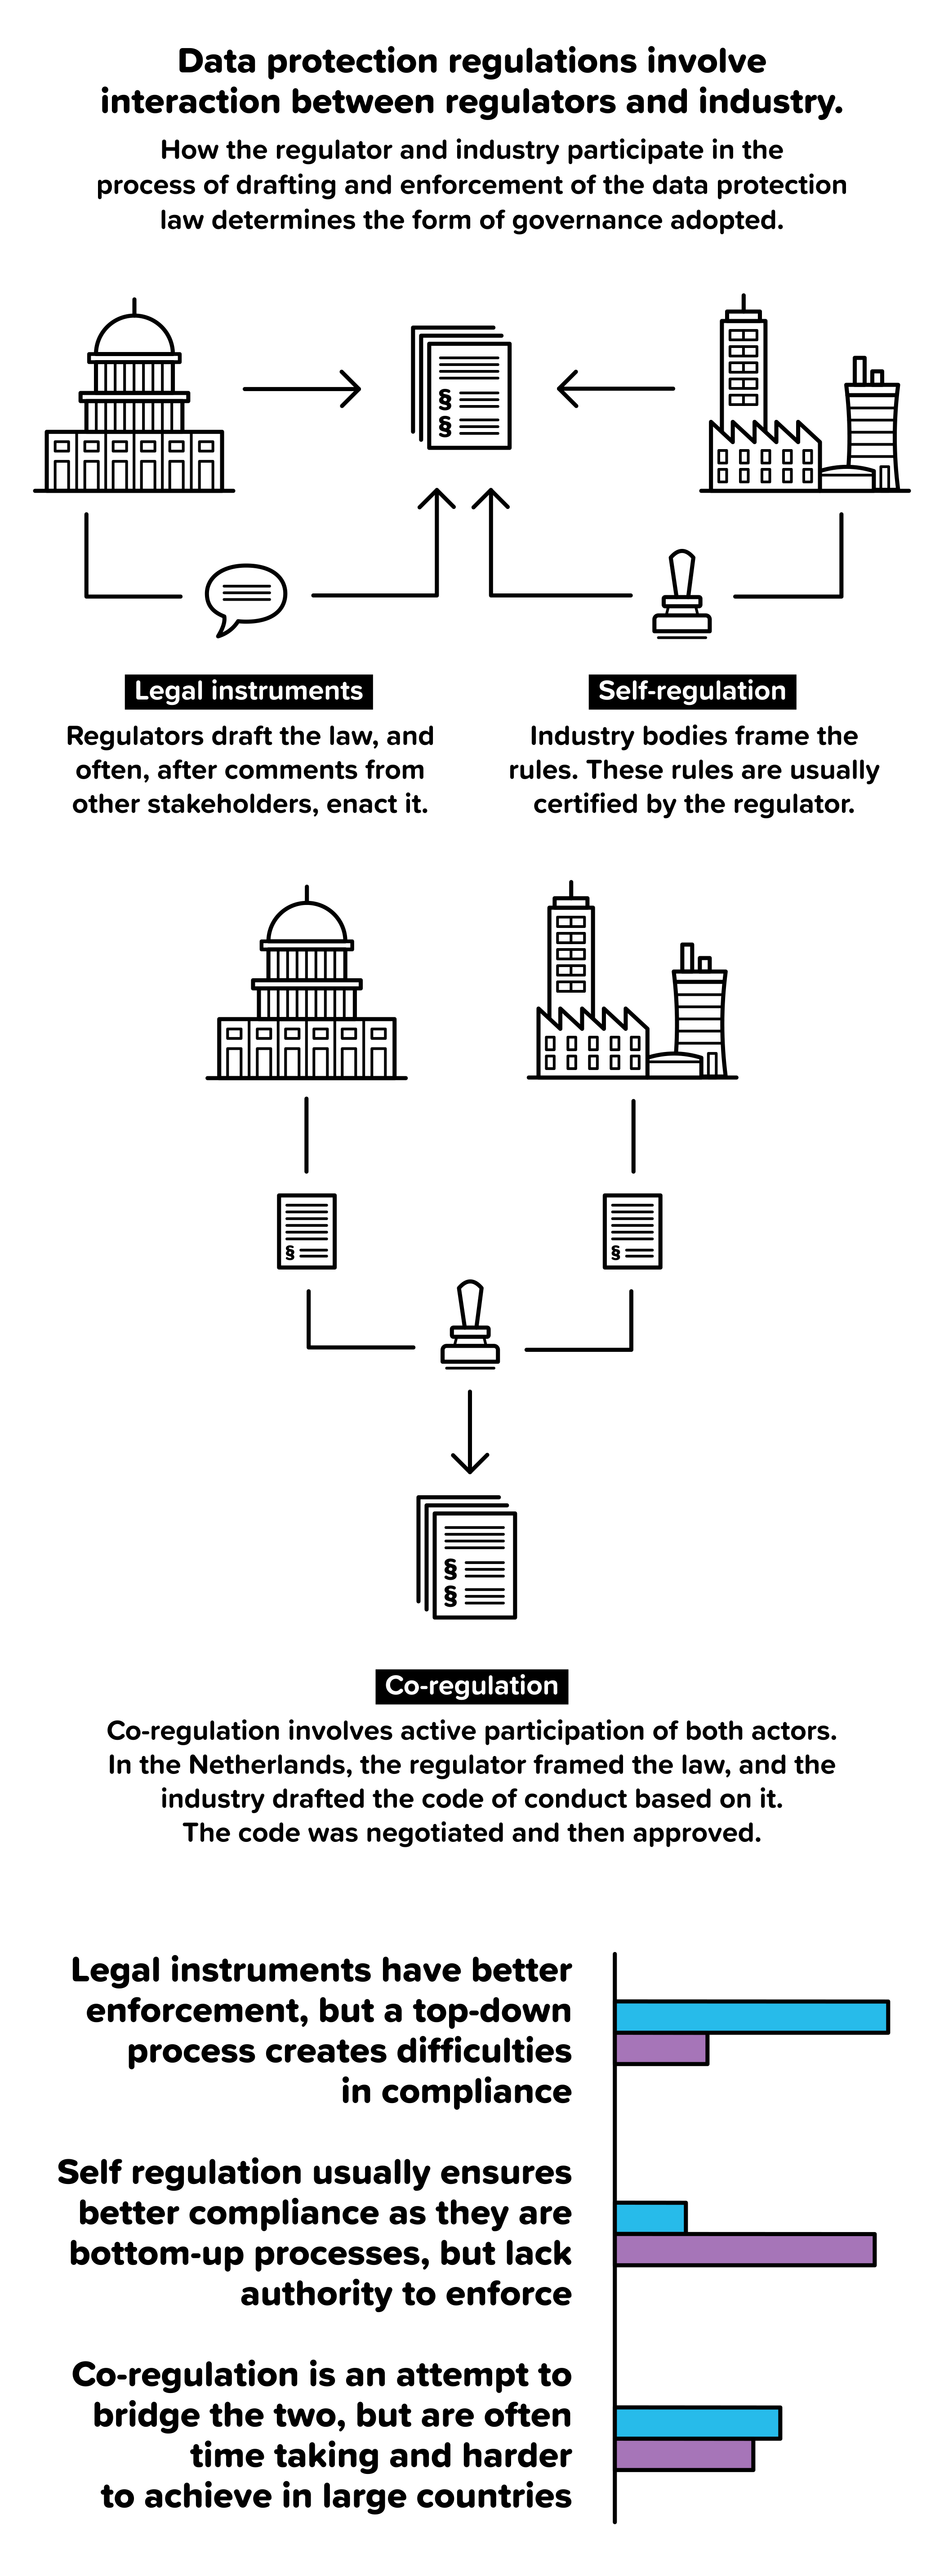 Data protection regulations involve
interaction between regulators and industry.
How the regulator and industry participate in the
process of drafting and enforcement of the data protection
law determines the form of governance adopted.
§
§
Legal instruments
Regulators draft the law, and
often, after comments from
other stakeholders, enact it.
Self-regulation
Industry bodies frame the
rules. These rules are usually
certified by the regulator.
§
§
§
§
Co-regulation
Co-regulation involves active participation of both actors.
In the Netherlands, the regulator framed the law, and the
industry drafted the code of conduct based on it.
The code was negotiated and then approved.
Legal instruments have better
enforcement, but a top-down
process creates difficulties
in compliance
Self regulation usually ensures
better compliance as they are
bottom-up processes, but lack
authority to enforce
Co-regulation is an attempt to
bridge the two, but are often
time taking and harder
to achieve in large countries